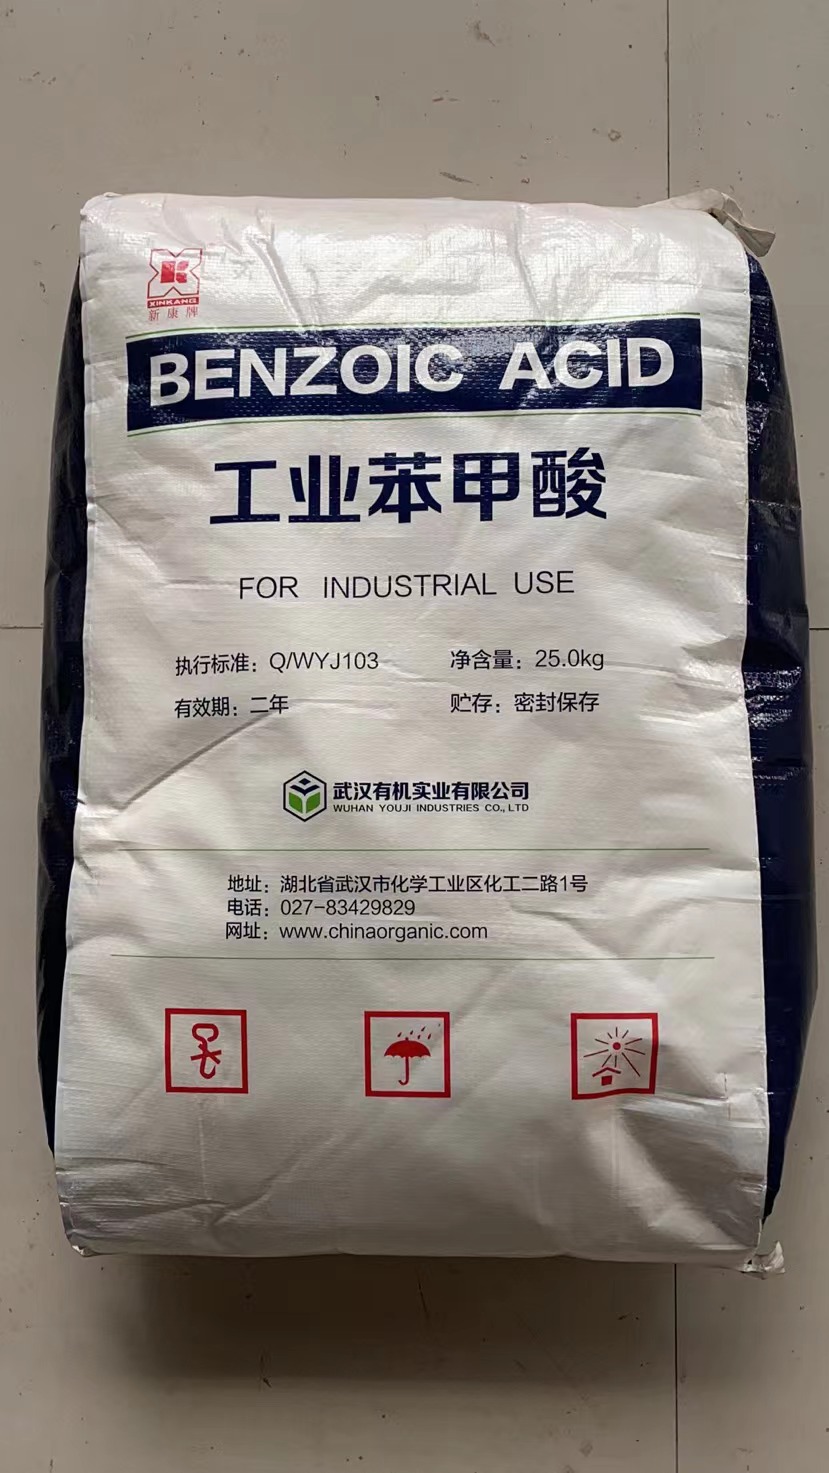 XINKANG
新康牌
BENZOIC ACID
工业苯甲酸
FOR INDUSTRIAL USE
执行标准：Q/WYJ103 净含量：25.0kg
有效期：二年 贮存：密封保存
武汉有机实业有限公司
WUHAN YOUJI INDUSTRIES CO., LTD
地址：湖北省武汉市化学工业区化工二路1号
电话：027-83429829
网址：www.chinaorganic.com